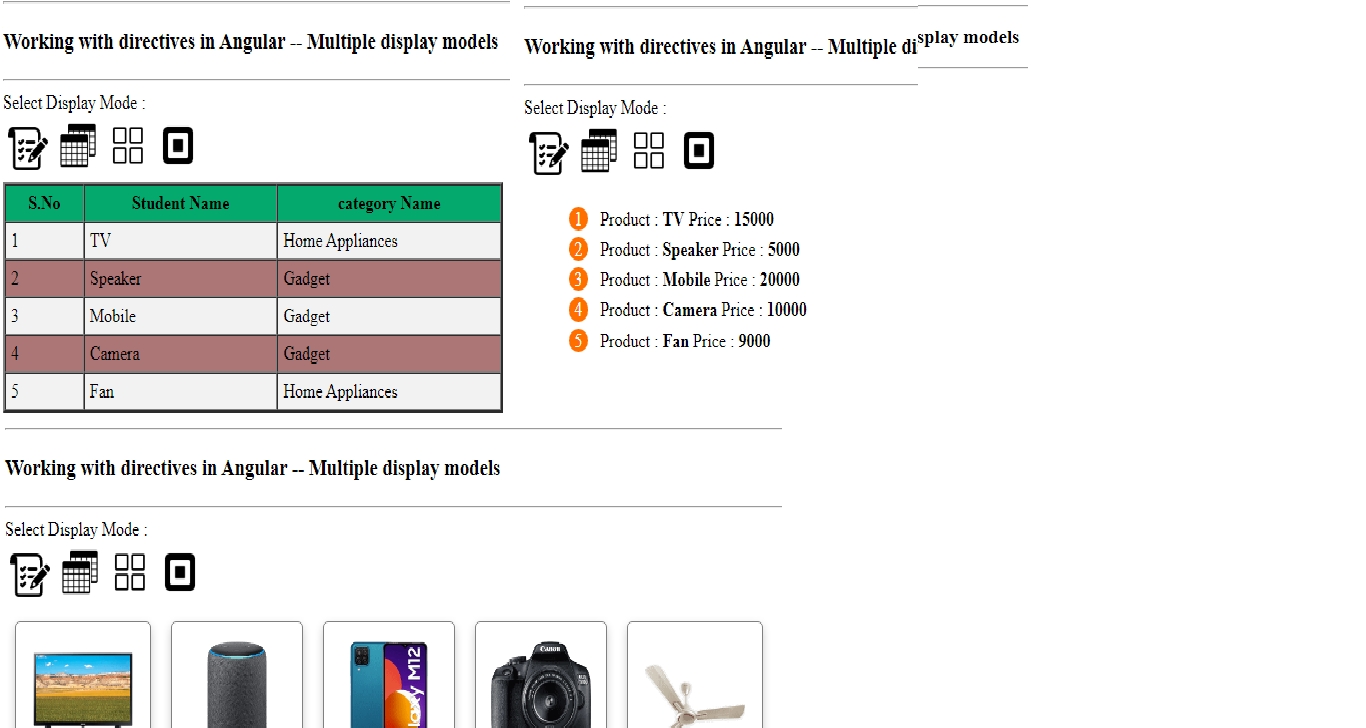 Working with directives in Angular -- Multiple display models
Select Display Mode :
S.No Student Name category Name
1 TV Home Appliances
2 Speaker Gadget
3 Mobile Gadget
4 Camera Gadget
5 Fan Home Appliances
Working with directives in Angular -- Multiple display models
Select Display Mode :
1 Product : TV Price : 15000
2 Product : Speaker Price : 5000
3 Product : Mobile Price : 20000
4 Product : Camera Price : 10000
5 Product : Fan Price : 9000
Working with directives in Angular -- Multiple display models
Select Display Mode :
M12
Canon